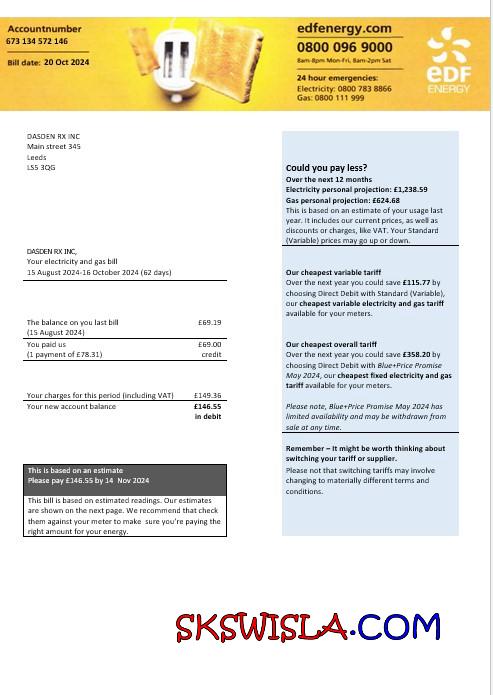 Accountnumber
673 134 572 146
Bill date: 20 Oct 2024
edfenergy.com
0800 096 9000
8am-8pm Mon-Fri, 8am-2pm Sat
24 hour emergencies:
Electricity: 0800 783 8866
Gas: 0800 111 999
eDF
ENERGY
DASDEN RX INC
Main street 345
Leeds
LS5 3QG
DASDEN RX INC,
Your electricity and gas bill
15 August 2024-16 October 2024 (62 days)
The balance on you last bill £69.19
(15 August 2024)
You paid us £69.00
(1 payment of £78.31) credit
Your charges for this period (including VAT) £149.36
Your new account balance £146.55
in debit
This is based on an estimate
Please pay £146.55 by 14 Nov 2024
This bill is based on estimated readings. Our estimates
are shown on the next page. We recommend that check
them against your meter to make sure you're paying the
right amount for your energy.
Could you pay less?
Over the next 12 months
Electricity personal projection: £1,238.59
Gas personal projection: £624.68
This is based on an estimate of your usage last
year. It includes our current prices, as well as
discounts or charges, like VAT. Your Standard
(Variable) prices may go up or down.
Our cheapest variable tariff
Over the next year you could save £115.77 by
choosing Direct Debit with Standard (Variable),
our cheapest variable electricity and gas tariff
available for your meters.
Our cheapest overall tariff
Over the next year you could save £358.20 by
choosing Direct Debit with Blue+Price Promise
May 2024, our cheapest fixed electricity and gas
tariff available for your meters.
Please note, Blue+Price Promise May 2024 has
limited availability and may be withdrawn from
sale at any time.
Remember – It might be worth thinking about
switching your tariff or supplier.
Please not that switching tariffs may involve
changing to materially different terms and
conditions.
SKSWISLA.COM